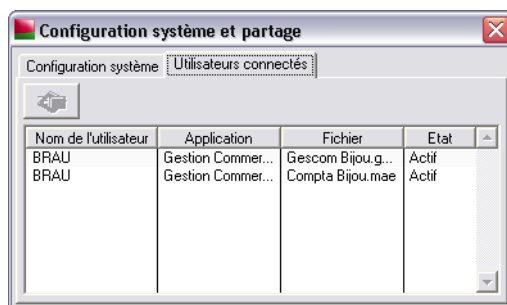 Configuration système et partage
Configuration système Utilisateurs connectés
Nom de l'utilisateur Application Fichier Etat
BRAU Gestion Commer... Gescom Bijou.g... Actif
BRAU Gestion Commer... Compta Bijou.mae Actif